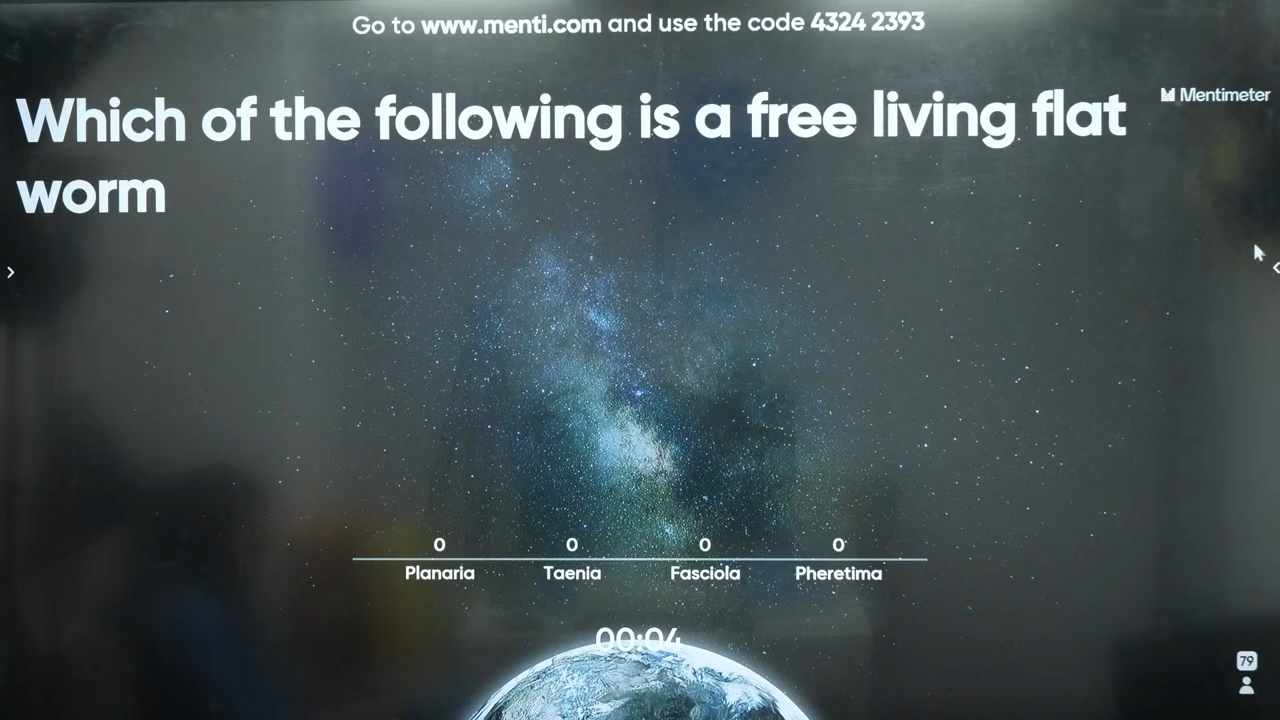 Go to www.menti.com and use the code 4324 2393
Mentimeter
Which of the following is a free living flat
worm
0 0 0 0
Planaria Taenia Fasciola Pheretima
00:04
79